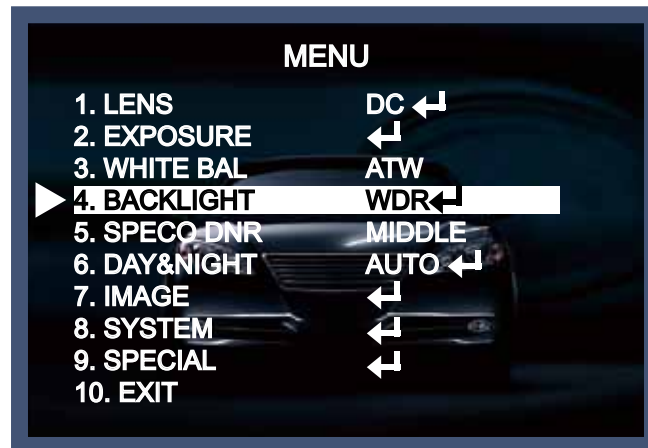 MENU
1. LENS DC
2. EXPOSURE
3. WHITE BAL ATW
4. BACKLIGHT WDR
5. SPECO DNR MIDDLE
6. DAY&NIGHT AUTO
7. IMAGE
8. SYSTEM
9. SPECIAL
10. EXIT